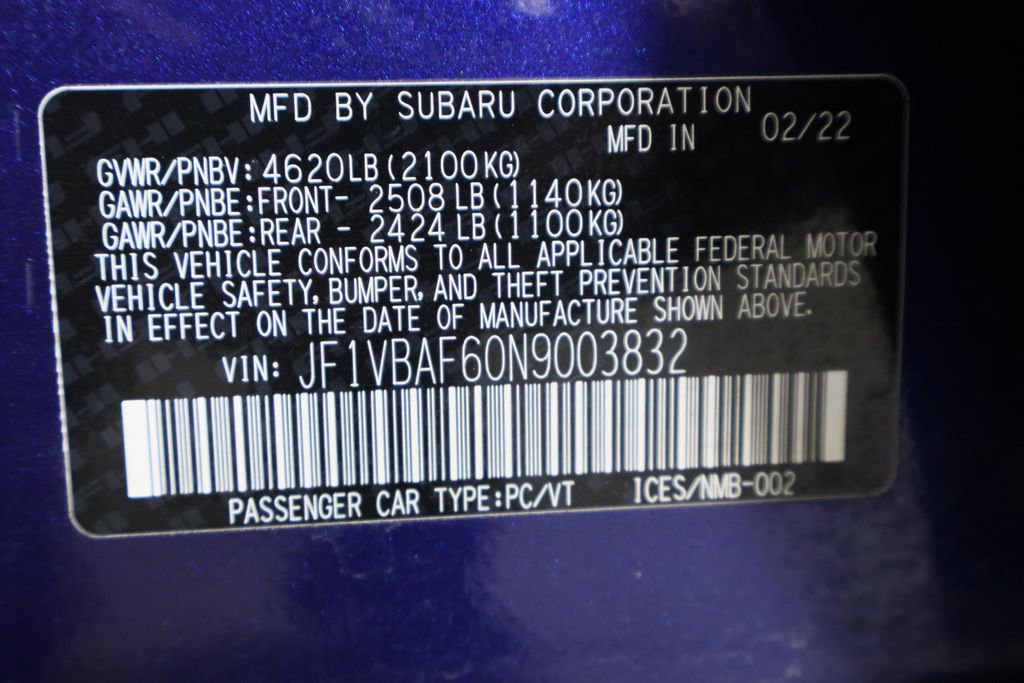 MFD BY SUBARU CORPORATION
MFD IN 02/22
GVWR/PNBV: 4620LB (2100KG)
GAWR/PNBE:FRONT- 2508 LB(1140KG)
GAWR/PNBE:REAR - 2424 LB(1100KG)
THIS VEHICLE CONFORMS TO ALL APPLICABLE FEDERAL MOTOR
VEHICLE SAFETY, BUMPER, AND THEFT PREVENTION STANDARDS
IN EFFECT ON THE DATE OF MANUFACTURE SHOWN ABOVE.
VIN: JF1VBAF60N9003832
PASSENGER CAR TYPE:PC/VT ICES/NMB-002